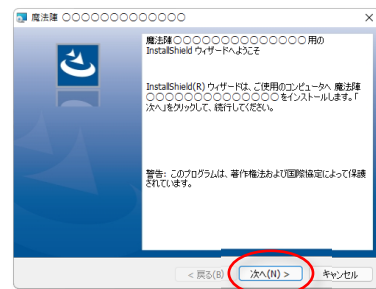 魔法陣 ○○○○○○○○○○○○○○
魔法陣○○○○○○○○○○○○○○用の
InstallShield ウィザードへようこそ
InstallShield(R) ウィザードは、ご使用のコンピュータへ 魔法陣
○○○○○○○○○○○○○○をインストールします。「
次へ」をクリックして、続行してください。
警告: このプログラムは、著作権法および国際協定によって保護
されています。
< 戻る(B)
次へ(N) >
キャンセル